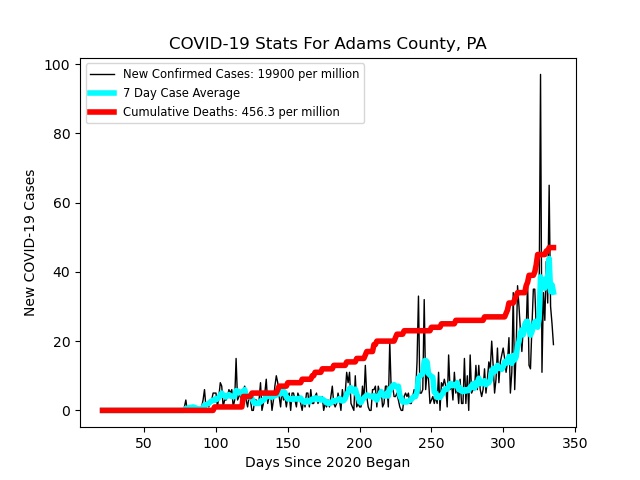 COVID-19 Stats For Adams County, PA
New Confirmed Cases: 19900 per million
7 Day Case Average
Cumulative Deaths: 456.3 per million
New COVID-19 Cases
100
80
60
40
20
0
50
100
150
200
250
300
350
Days Since 2020 Began